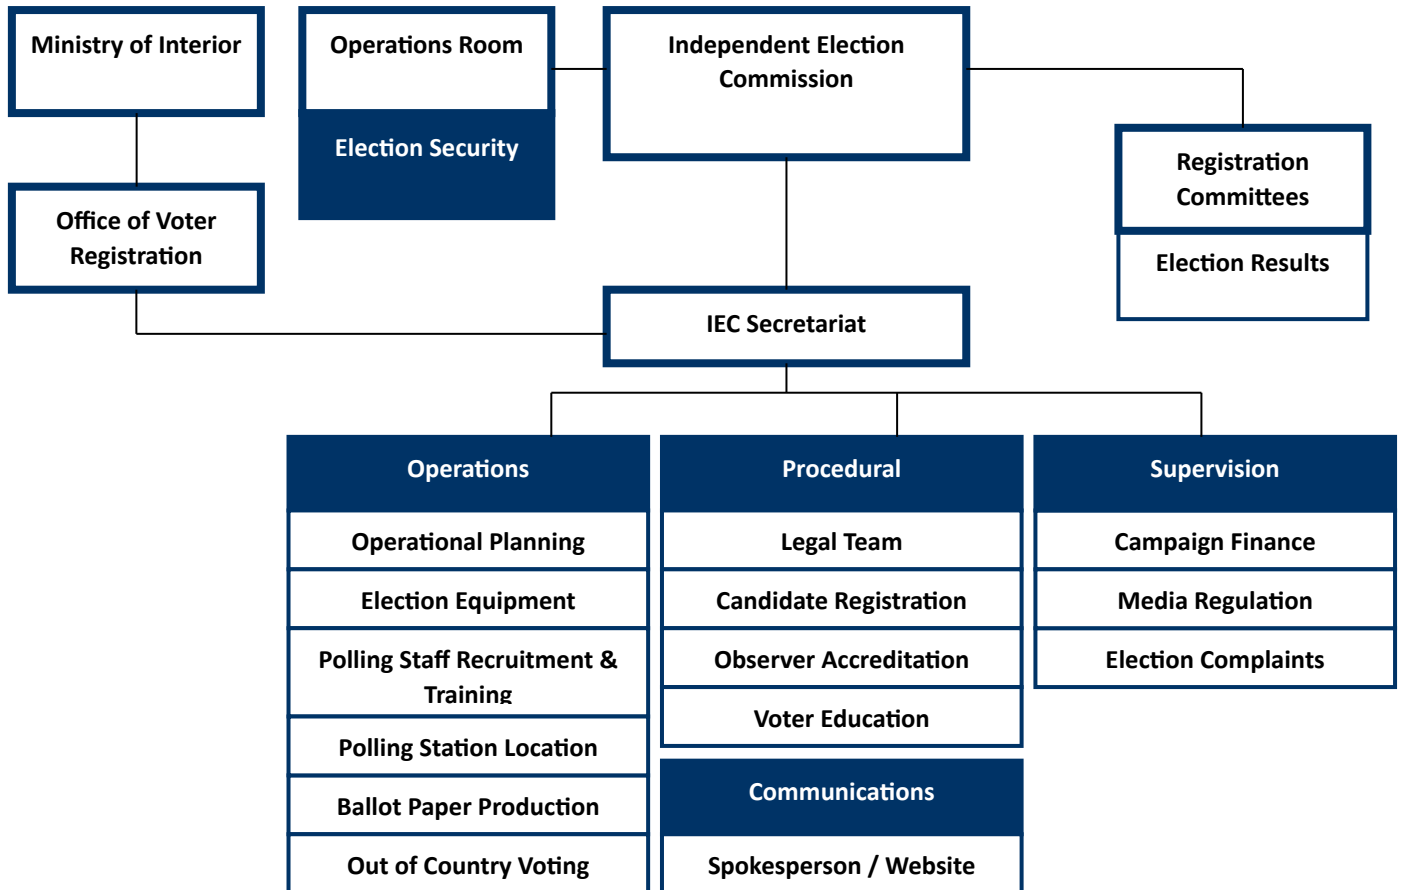 Ministry of Interior
Operations Room
Independent Election
Commission
Election Security
Registration
Committees
Office of Voter
Registration
Election Results
IEC Secretariat
Operations
Operational Planning
Election Equipment
Polling Staff Recruitment &
Training
Polling Station Location
Ballot Paper Production
Out of Country Voting
Procedural
Legal Team
Candidate Registration
Observer Accreditation
Voter Education
Communications
Spokesperson / Website
Supervision
Campaign Finance
Media Regulation
Election Complaints